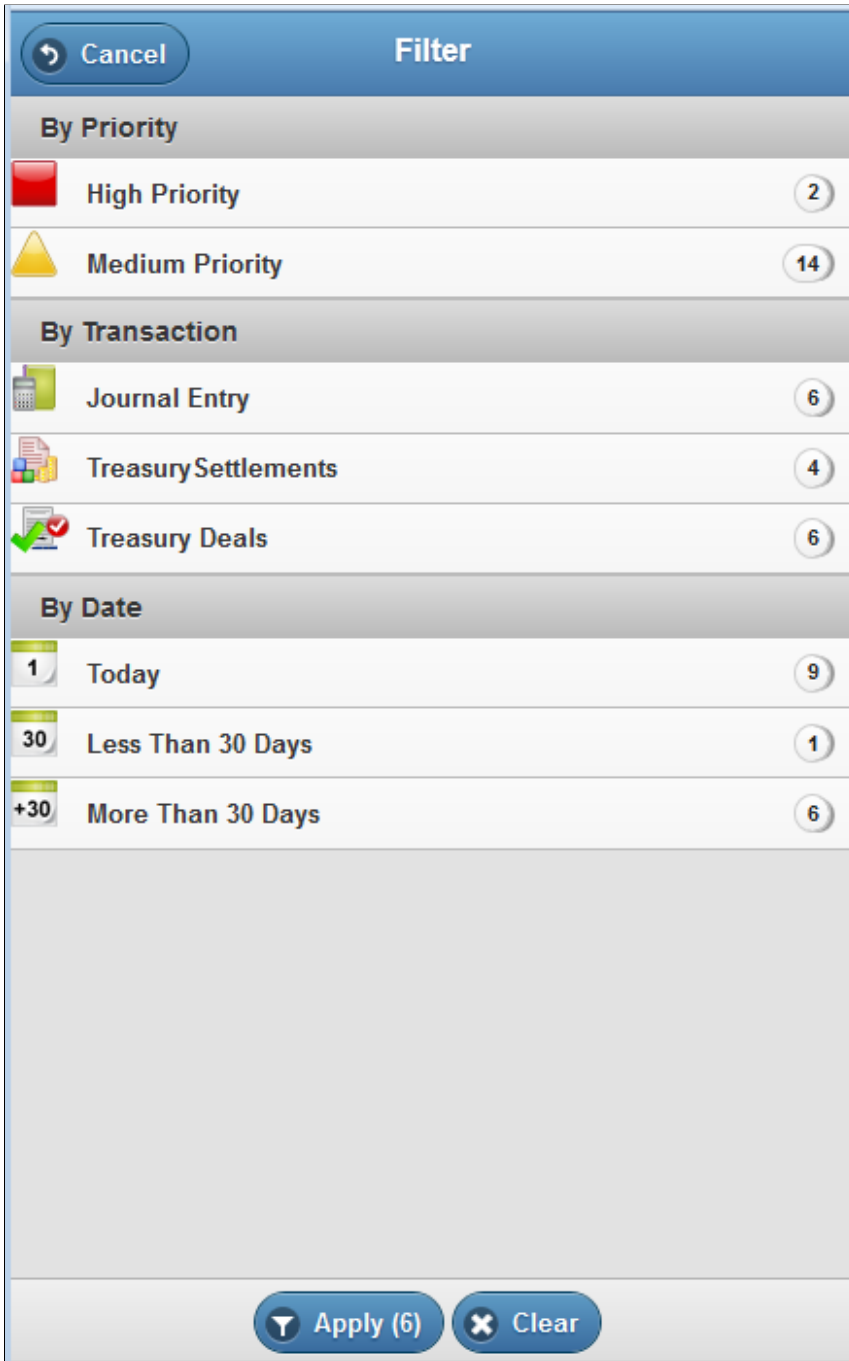 Cancel Filter
By Priority
High Priority 2
Medium Priority 14
By Transaction
Journal Entry 6
Treasury Settlements 4
Treasury Deals 6
By Date
1 Today 9
30 Less Than 30 Days 1
+30 More Than 30 Days 6
Apply (6) Clear